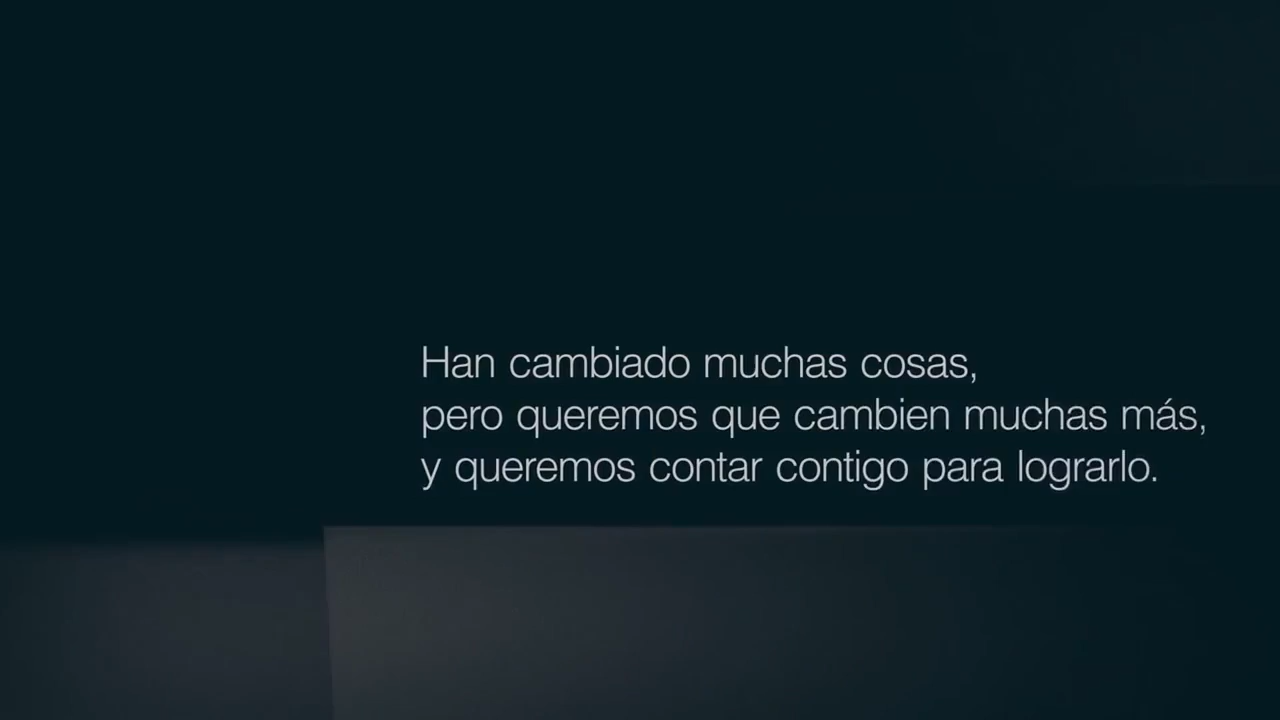 Han cambiado muchas cosas,
pero queremos que cambien muchas más,
y queremos contar contigo para lograrlo.